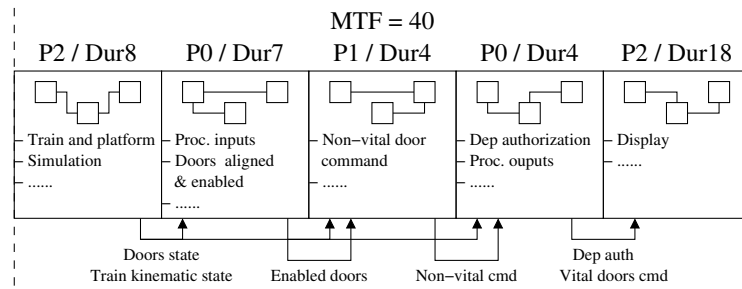 MTF = 40
P2 / Dur8 P0 / Dur7 P1 / Dur4 P0 / Dur4 P2 / Dur18
Train and platform
Simulation
......
Proc. inputs
Doors aligned
& enabled
......
Non−vital door
command
......
Dep authorization
Proc. ouputs
......
Display
......
Doors state
Train kinematic state
Enabled doors
Non−vital cmd
Dep auth
Vital doors cmd